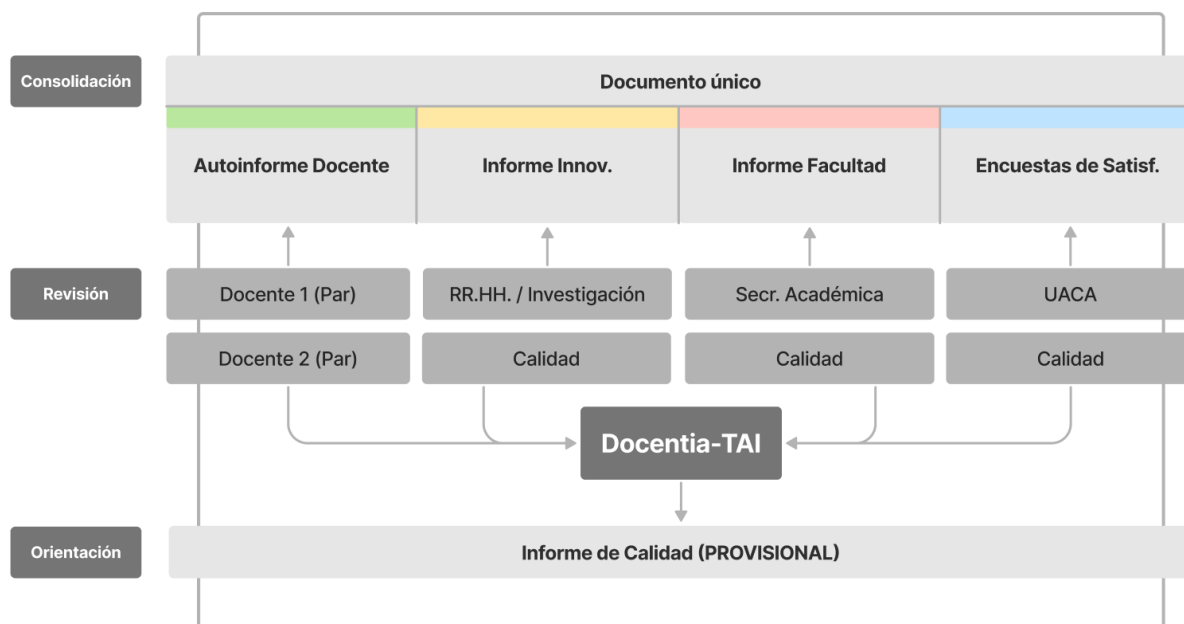 Consolidación
Documento único
Autoinforme Docente
Informe Innov.
Informe Facultad
Encuestas de Satisf.
Revisión
Docente 1 (Par)
RR.HH. / Investigación
Secr. Académica
UACA
Docente 2 (Par)
Calidad
Calidad
Calidad
Docentia-TAI
Orientación
Informe de Calidad (PROVISIONAL)